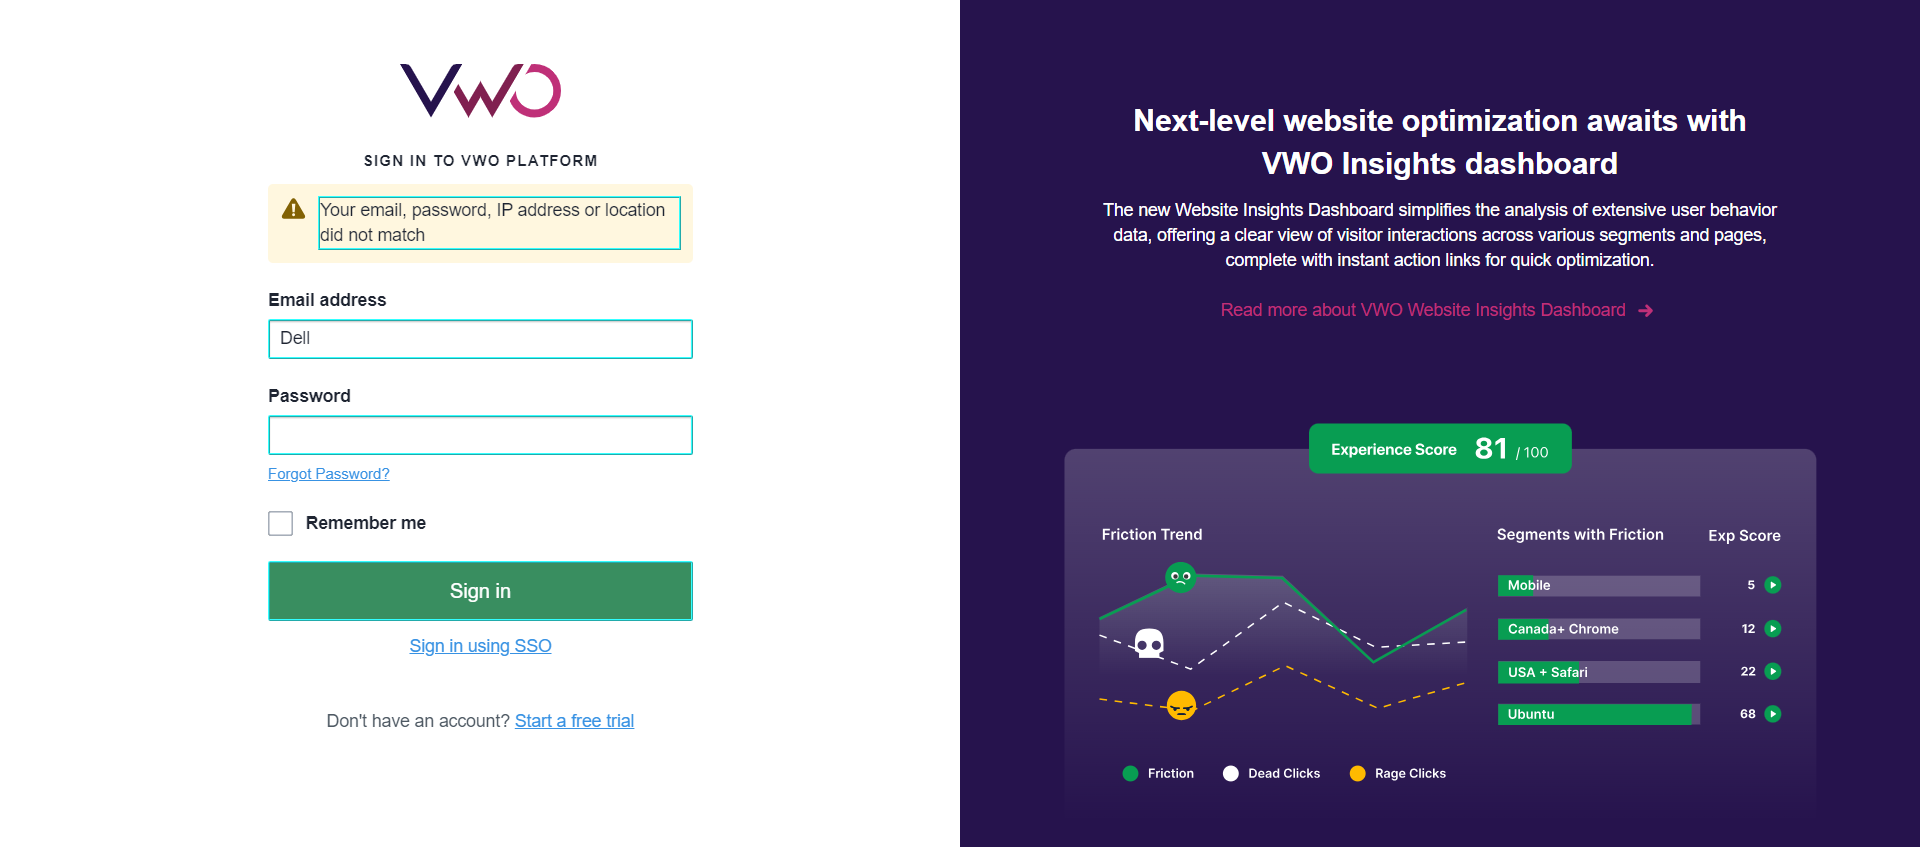 VWO
SIGN IN TO VWO PLATFORM
Your email, password, IP address or location
did not match
Email address
Dell
Password
Forgot Password?
Remember me
Sign in
Sign in using SSO
Don't have an account? Start a free trial
Next-level website optimization awaits with
VWO Insights dashboard
The new Website Insights Dashboard simplifies the analysis of extensive user behavior
data, offering a clear view of visitor interactions across various segments and pages,
complete with instant action links for quick optimization.
Read more about VWO Website Insights Dashboard
Experience Score 81 / 100
Friction Trend
Segments with Friction Exp Score
Mobile 5
Canada+ Chrome 12
USA + Safari 22
Ubuntu 68
Friction Dead Clicks Rage Clicks